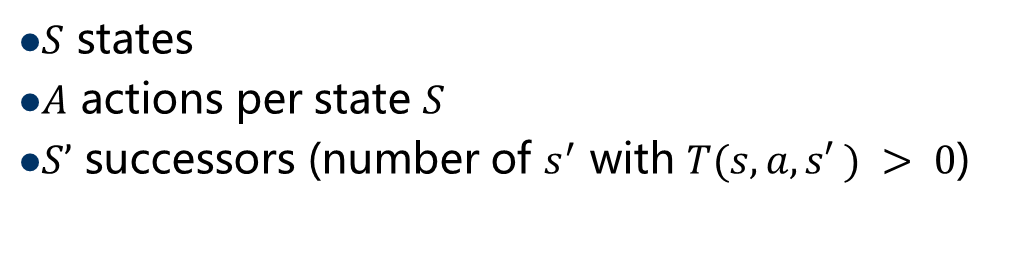 ●S states
●A actions per state S
●S’ successors (number of s′ with T(s, a, s′ ) > 0)